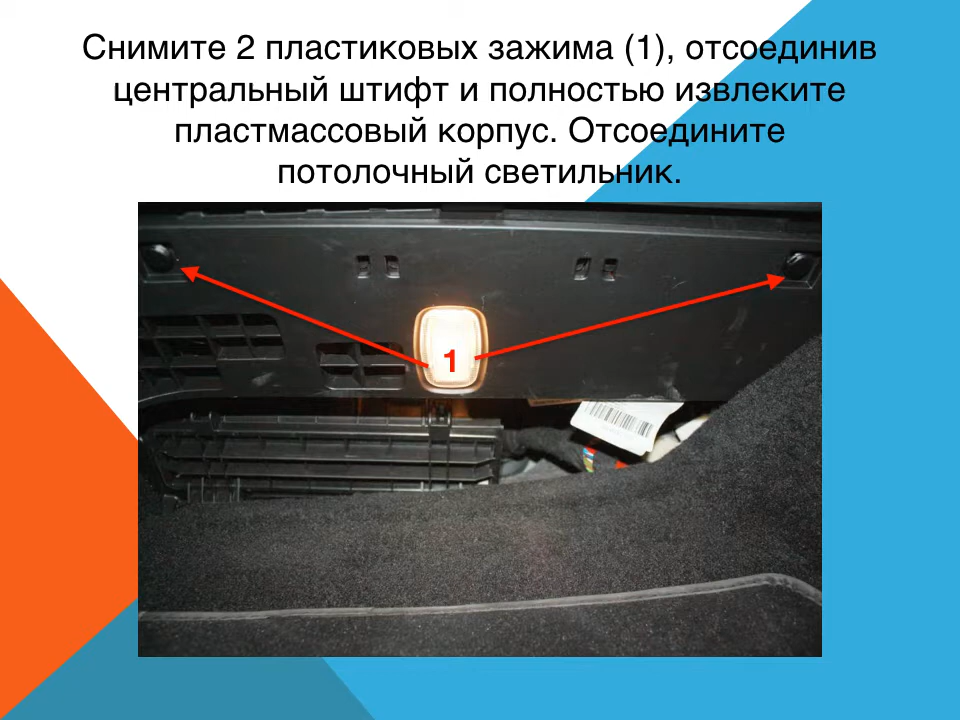 Снимите 2 пластиковых зажима (1), отсоединив
центральный штифт и полностью извлеките
пластмассовый корпус. Отсоедините
потолочный светильник.
1